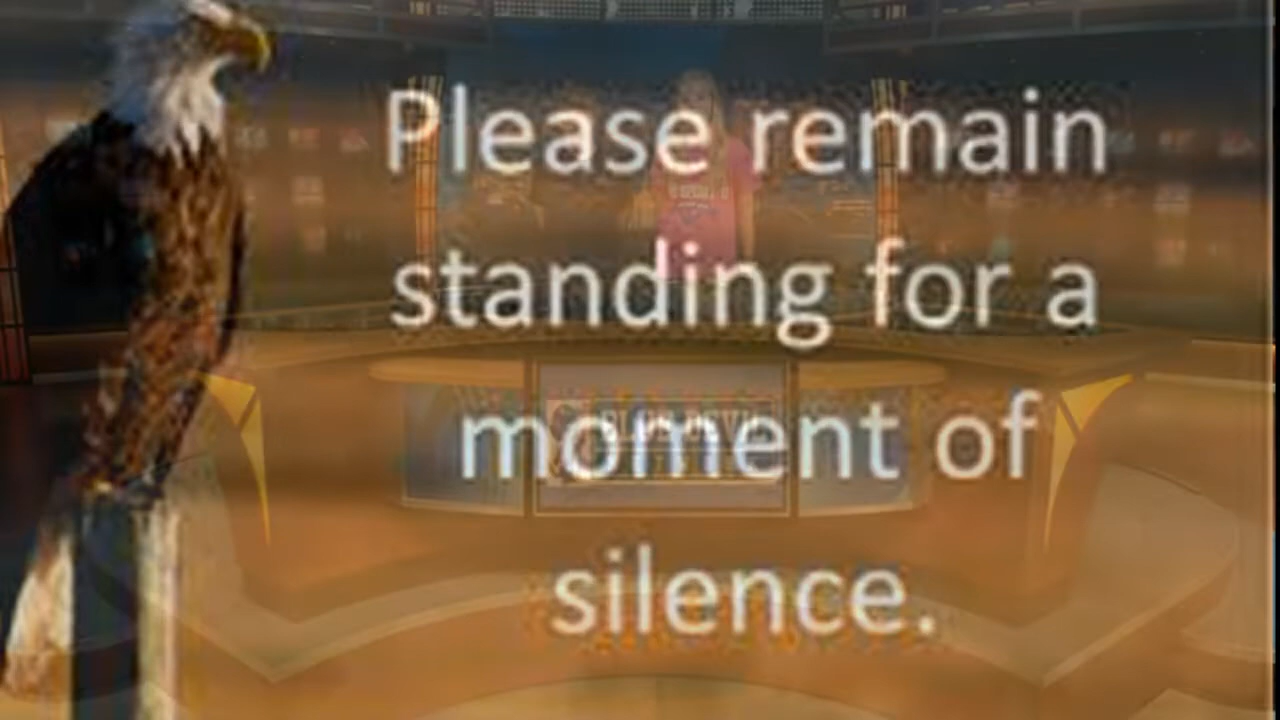 Please remain
standing for a
moment of
silence.